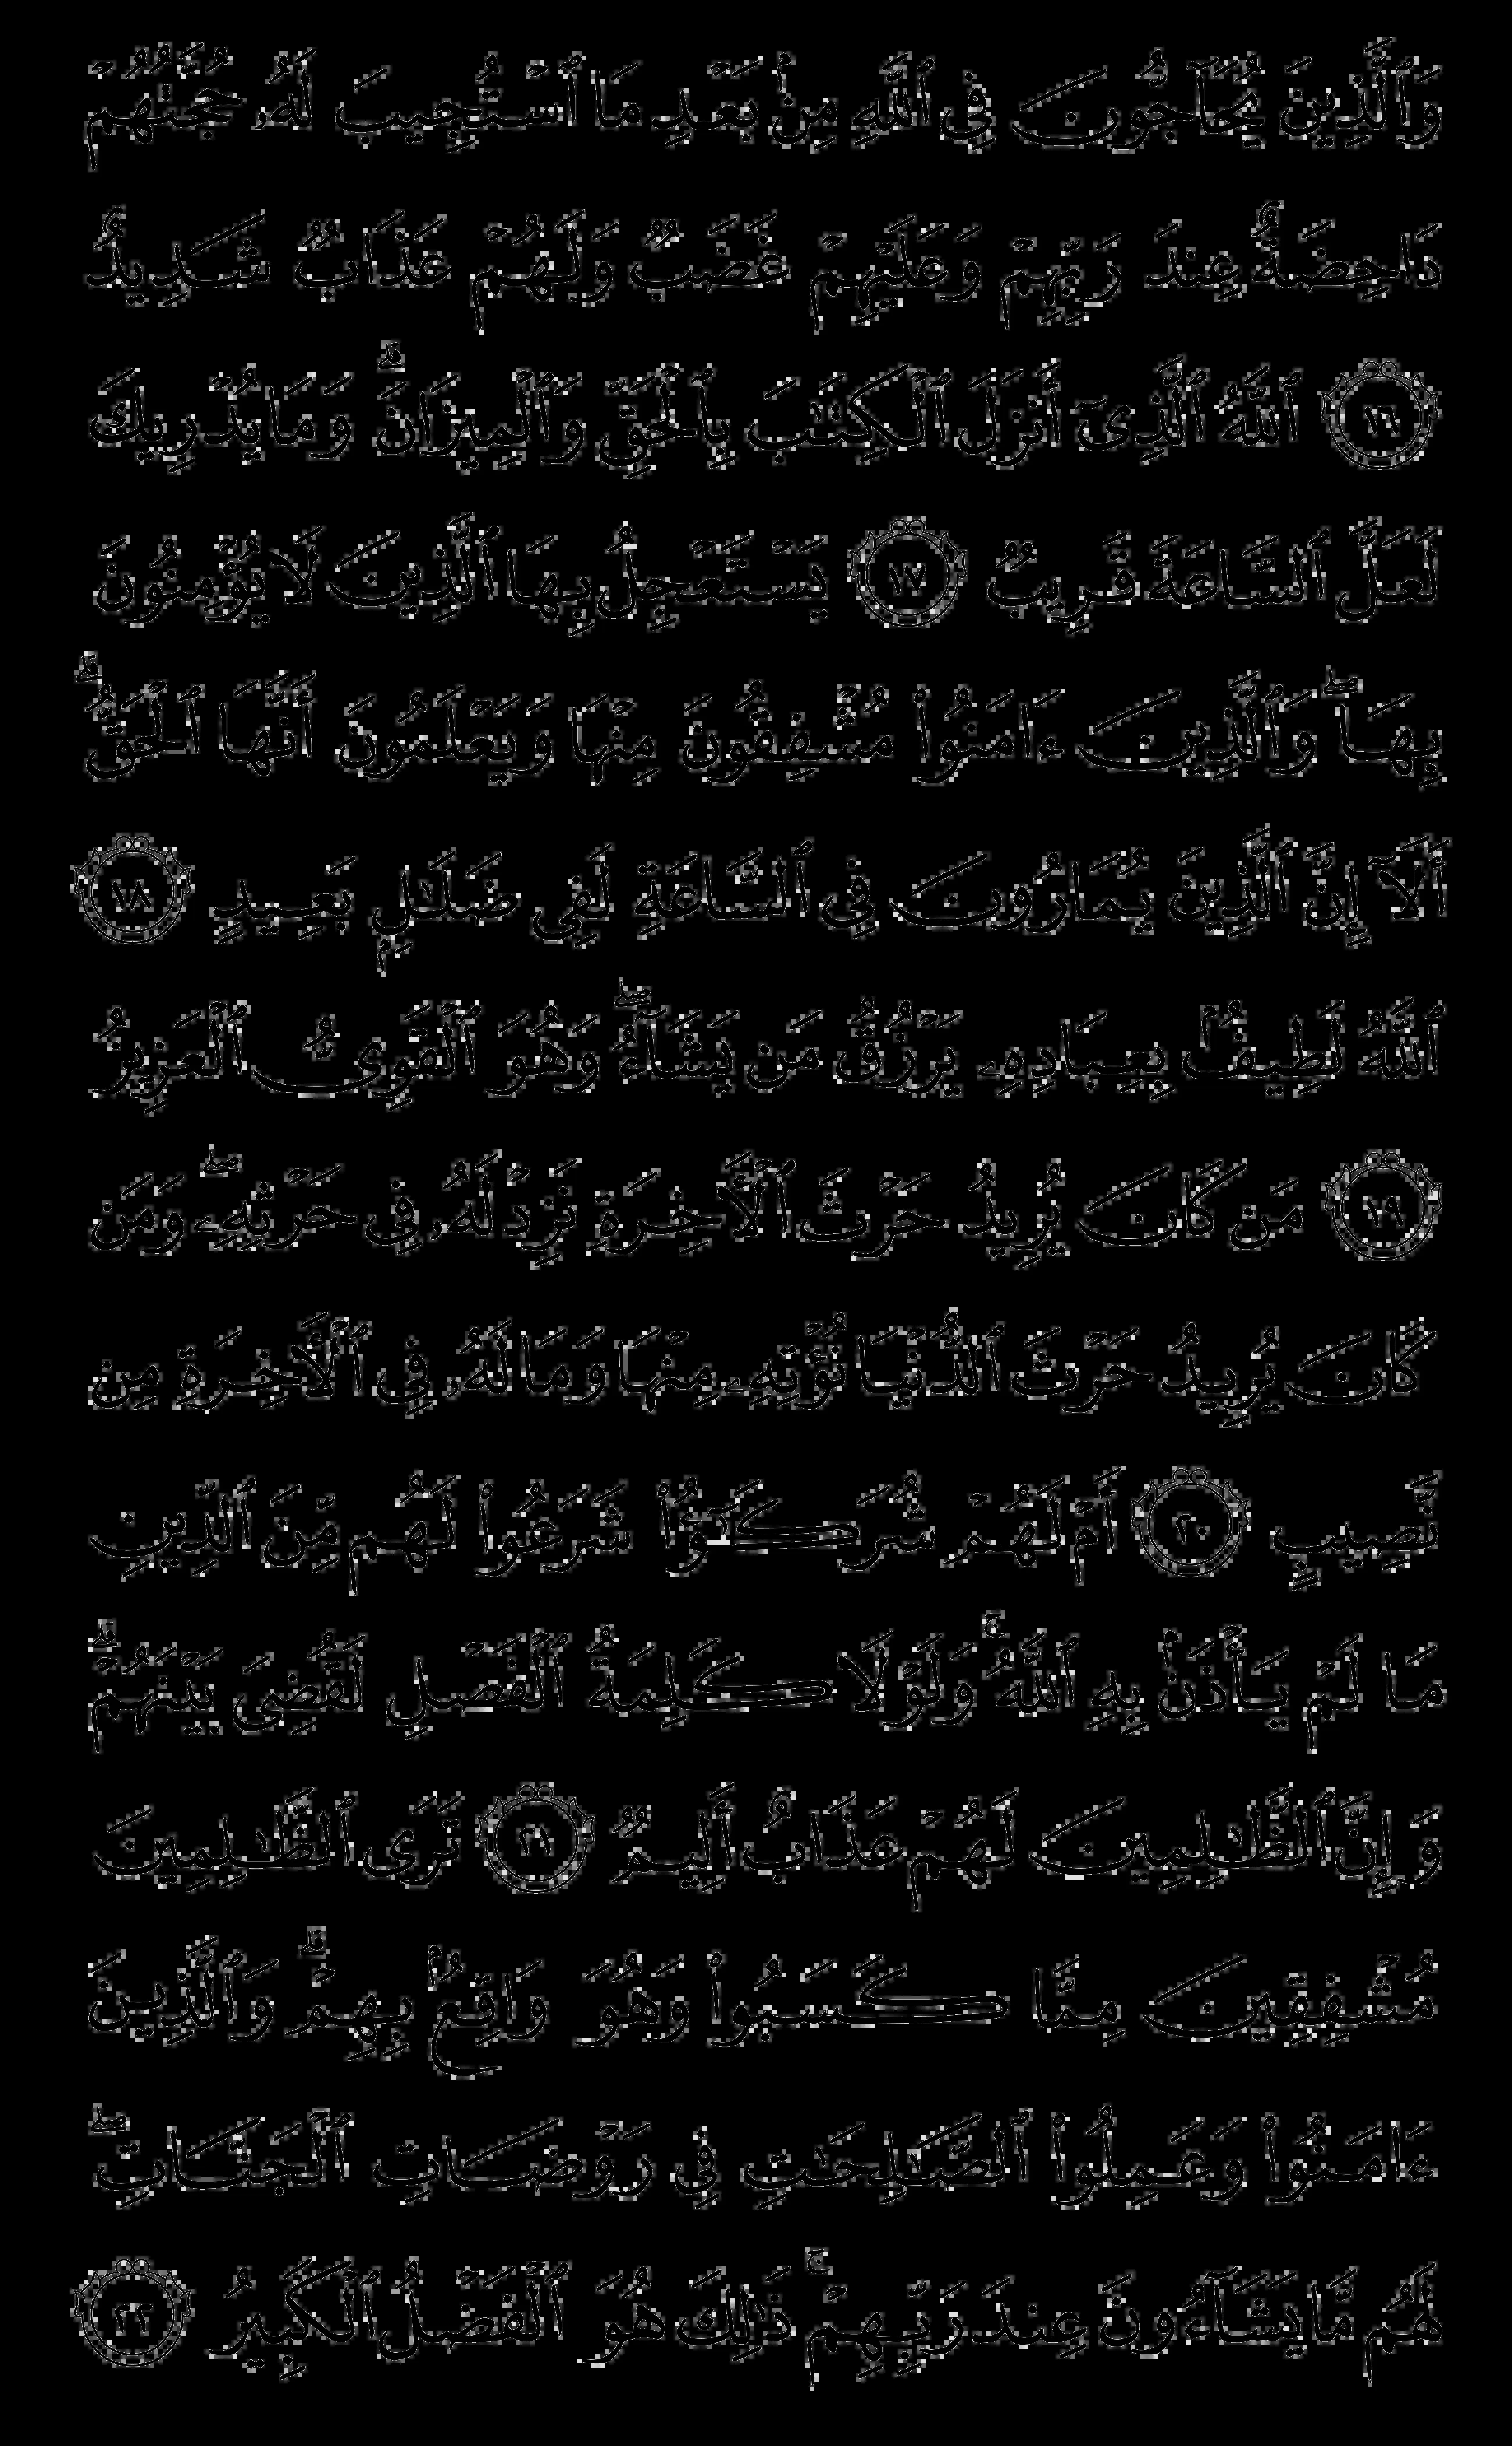 وَٱلَّذِينَ يُحَآجُّونَ فِى ٱللَّهِ مِنۢ بَعْدِ مَا ٱسْتُجِيبَ لَهُۥ حُجَّتُهُمْ
دَاحِضَةٌ عِندَ رَبِّهِمْ وَعَلَيْهِمْ غَضَبٌ وَلَهُمْ عَذَابٌ شَدِيدٌ
١٦ ٱللَّهُ ٱلَّذِىٓ أَنزَلَ ٱلْكِتَٰبَ بِٱلْحَقِّ وَٱلْمِيزَانَ ۗ وَمَا يُدْرِيكَ
لَعَلَّ ٱلسَّاعَةَ قَرِيبٌ ١٧ يَسْتَعْجِلُ بِهَا ٱلَّذِينَ لَا يُؤْمِنُونَ
بِهَا ۖ وَٱلَّذِينَ ءَامَنُوا۟ مُشْفِقُونَ مِنْهَا وَيَعْلَمُونَ أَنَّهَا ٱلْحَقُّ ۗ
أَلَآ إِنَّ ٱلَّذِينَ يُمَارُونَ فِى ٱلسَّاعَةِ لَفِى ضَلَٰلٍۭ بَعِيدٍ ١٨
ٱللَّهُ لَطِيفٌۢ بِعِبَادِهِۦ يَرْزُقُ مَن يَشَآءُ ۖ وَهُوَ ٱلْقَوِىُّ ٱلْعَزِيزُ
١٩ مَن كَانَ يُرِيدُ حَرْثَ ٱلْءَاخِرَةِ نَزِدْ لَهُۥ فِى حَرْثِهِۦ ۖ وَمَن
كَانَ يُرِيدُ حَرْثَ ٱلدُّنْيَا نُؤْتِهِۦ مِنْهَا وَمَا لَهُۥ فِى ٱلْءَاخِرَةِ مِن
نَّصِيبٍ ٢٠ أَمْ لَهُمْ شُرَكَٰٓؤُا۟ شَرَعُوا۟ لَهُم مِّنَ ٱلدِّينِ
مَا لَمْ يَأْذَنۢ بِهِ ٱللَّهُ ۚ وَلَوْلَا كَلِمَةُ ٱلْفَصْلِ لَقُضِىَ بَيْنَهُمْ ۗ
وَإِنَّ ٱلظَّٰلِمِينَ لَهُمْ عَذَابٌ أَلِيمٌ ٢١ تَرَى ٱلظَّٰلِمِينَ
مُشْفِقِينَ مِمَّا كَسَبُوا۟ وَهُوَ وَاقِعٌۢ بِهِمْ ۗ وَٱلَّذِينَ
ءَامَنُوا۟ وَعَمِلُوا۟ ٱلصَّٰلِحَٰتِ فِى رَوْضَاتِ ٱلْجَنَّاتِ ۖ
لَهُم مَّا يَشَآءُونَ عِندَ رَبِّهِمْ ۚ ذَٰلِكَ هُوَ ٱلْفَضْلُ ٱلْكَبِيرُ ٢٢